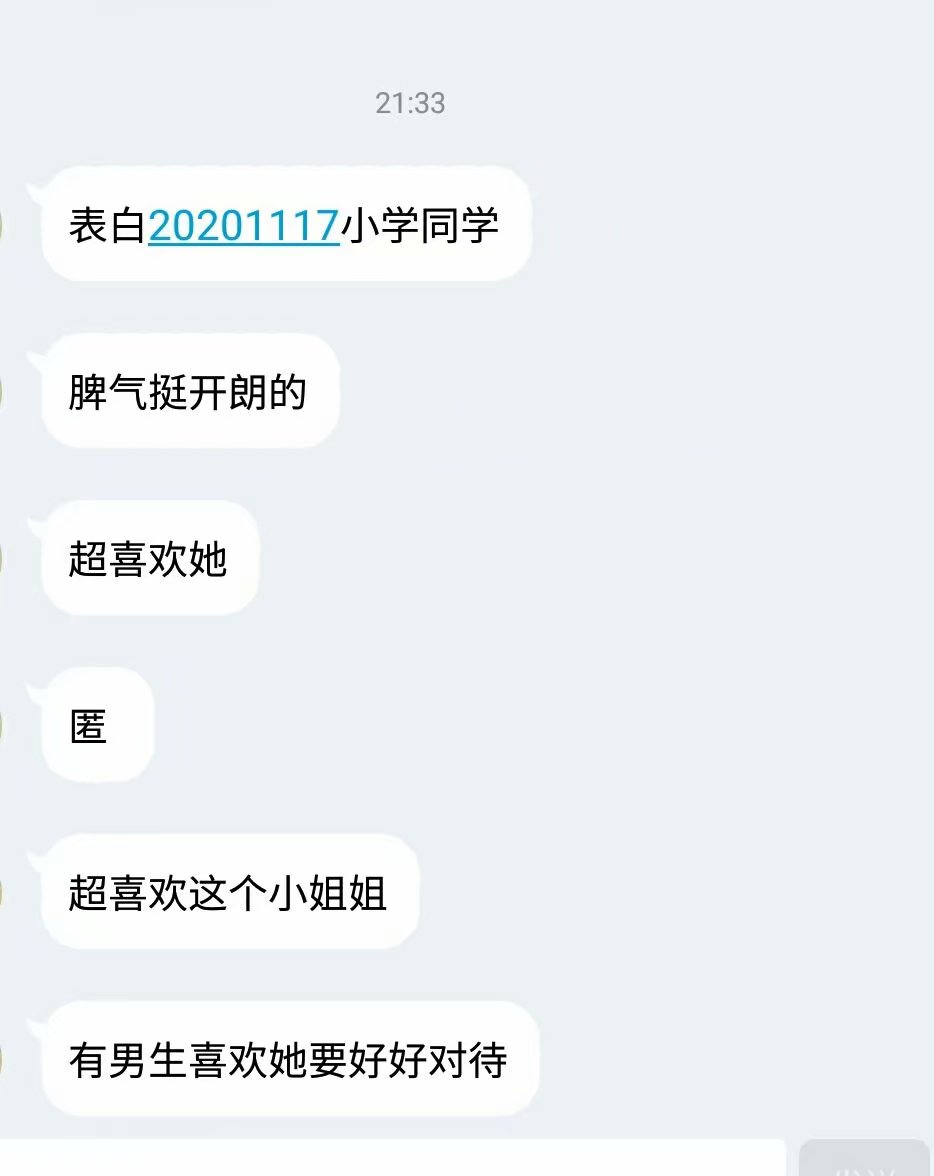 21:33
表白20201117小学同学
脾气挺开朗的
超喜欢她
匿
超喜欢这个小姐姐
有男生喜欢她要好好对待